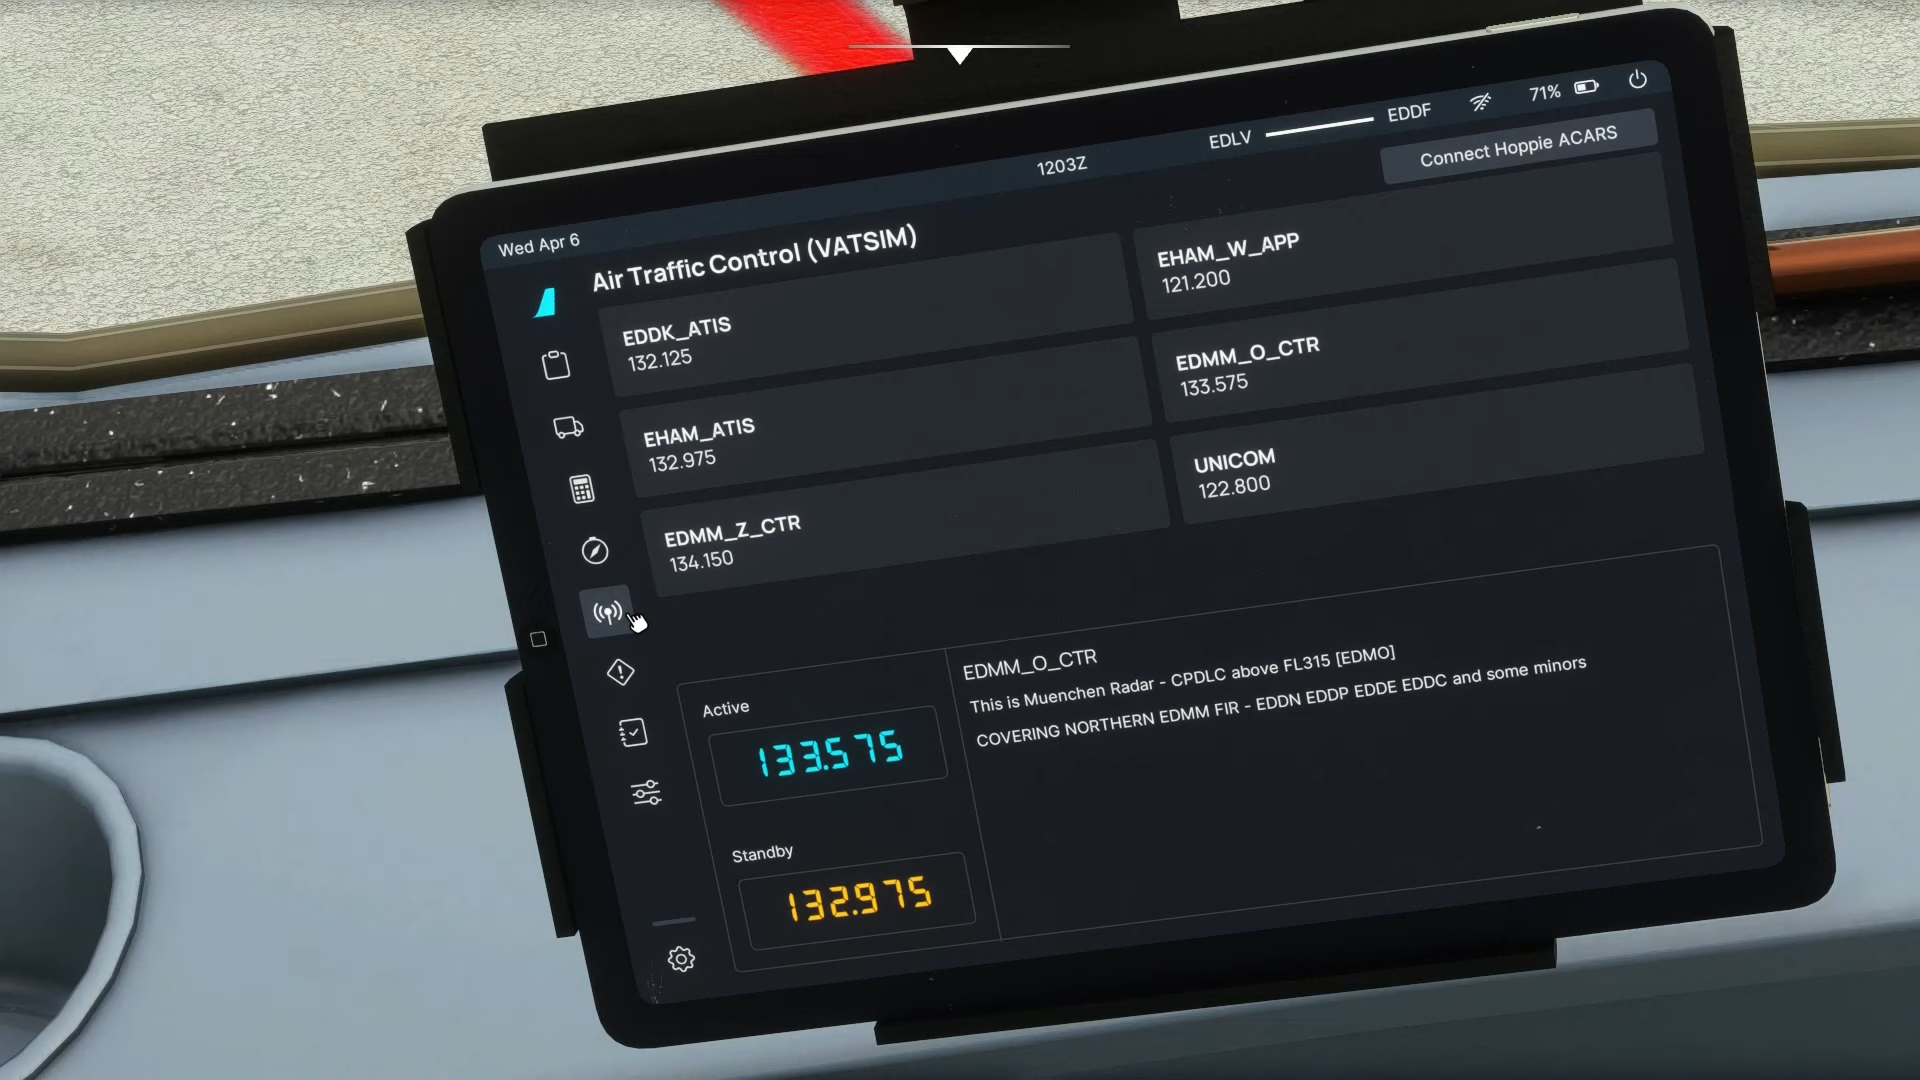 Wed Apr 6
1203Z
EDLV
EDDF
71%
Air Traffic Control (VATSIM)
Connect Hoppie ACARS
EDDK_ATIS
132.125
EHAM_W_APP
121.200
EHAM_ATIS
132.975
EDMM_O_CTR
133.575
EDMM_Z_CTR
134.150
UNICOM
122.800
Active
133.575
Standby
132.975
EDMM_O_CTR
This is Muenchen Radar - CPDLC above FL315 [EDMO]
COVERING NORTHERN EDMM FIR - EDDN EDDP EDDE EDDC and some minors